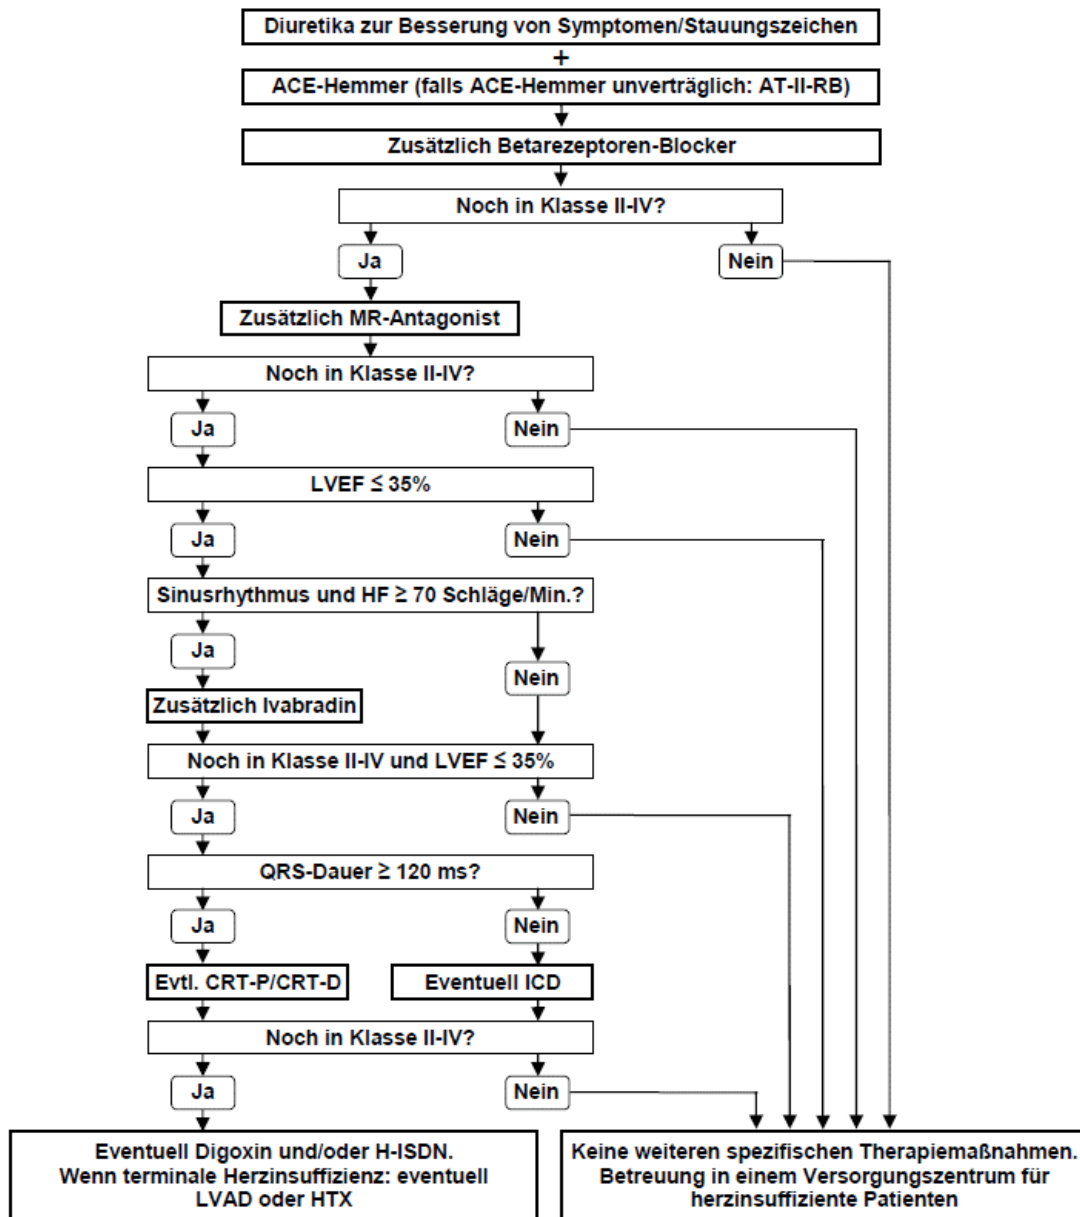 Diuretika zur Besserung von Symptomen/Stauungszeichen
+
ACE-Hemmer (falls ACE-Hemmer unverträglich: AT-II-RB)
Zusätzlich Betarezeptoren-Blocker
Noch in Klasse II-IV?
Ja
Nein
Zusätzlich MR-Antagonist
Noch in Klasse II-IV?
Ja
Nein
LVEF ≤ 35%
Ja
Nein
Sinusrhythmus und HF ≥ 70 Schläge/Min.?
Ja
Nein
Zusätzlich Ivabradin
Noch in Klasse II-IV und LVEF ≤ 35%
Ja
Nein
QRS-Dauer ≥ 120 ms?
Ja
Nein
Evtl. CRT-P/CRT-D
Eventuell ICD
Noch in Klasse II-IV?
Ja
Nein
Eventuell Digoxin und/oder H-ISDN.
Wenn terminale Herzinsuffizienz: eventuell
LVAD oder HTX
Keine weiteren spezifischen Therapiemaßnahmen.
Betreuung in einem Versorgungszentrum für
herzinsuffiziente Patienten